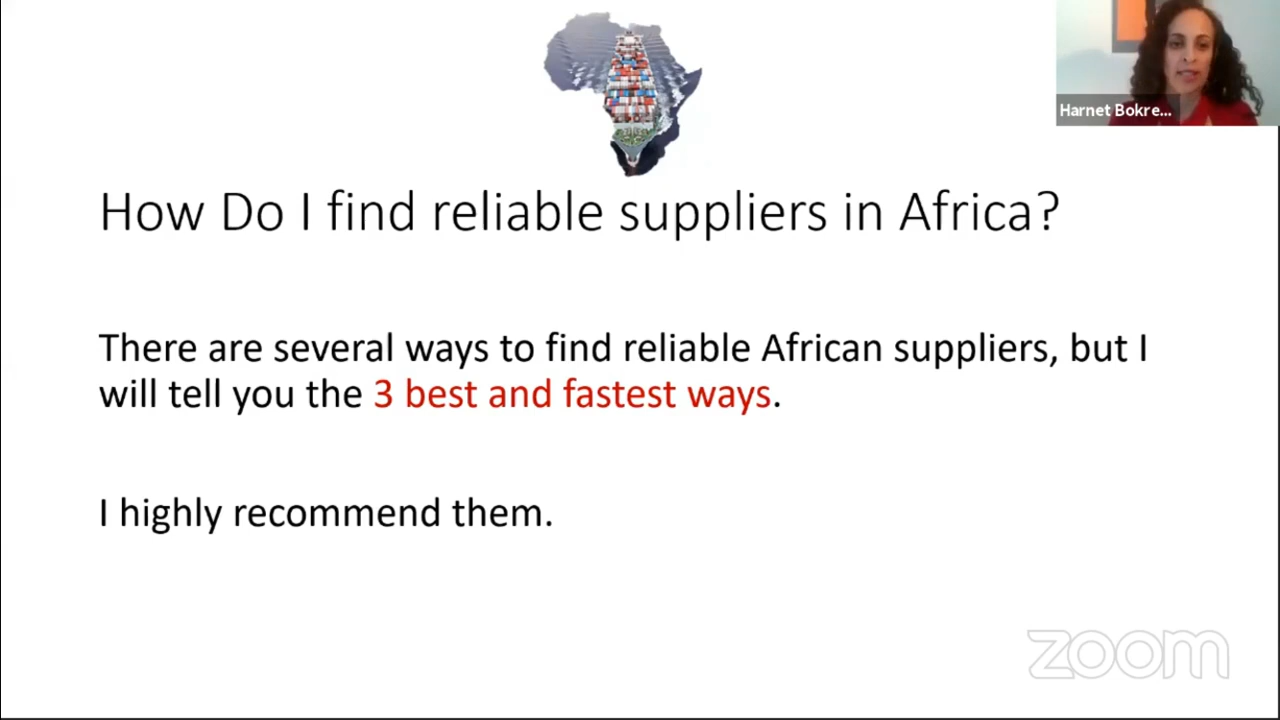 Harnet Bokre...
How Do I find reliable suppliers in Africa?
There are several ways to find reliable African suppliers, but I
will tell you the 3 best and fastest ways.
I highly recommend them.
zoom